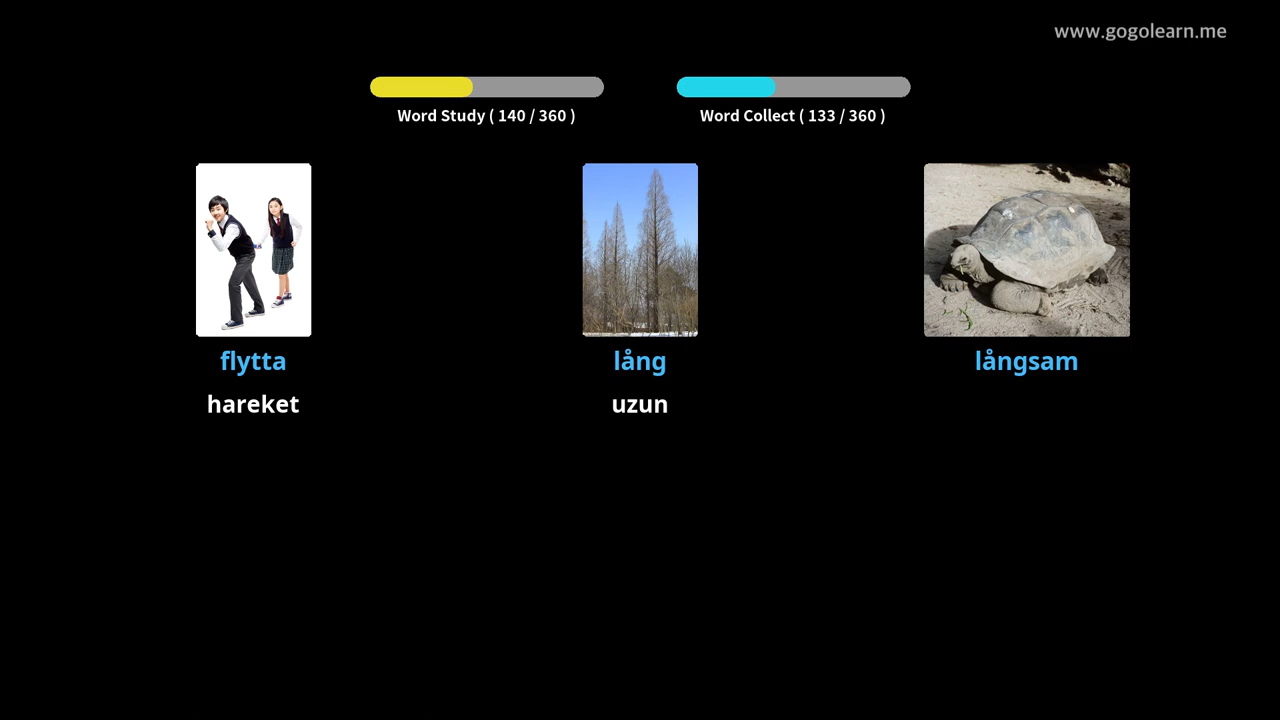 www.gogolearn.me
Word Study ( 140 / 360 )
Word Collect ( 133 / 360 )
flytta
lång
långsam
hareket
uzun